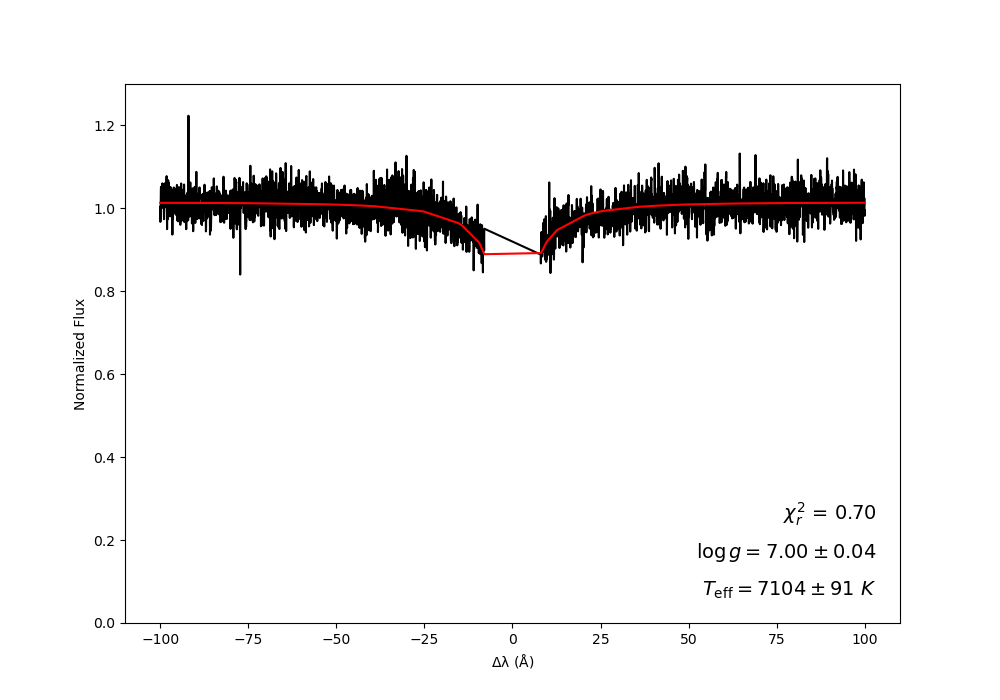 1.2
1.0
0.8
0.6
0.4
0.2
0.0
Normalized Flux
χ²ᵣ = 0.70
log g = 7.00 ± 0.04
T_eff = 7104 ± 91 K
−100 −75 −50 −25 0 25 50 75 100
Δλ (Å)